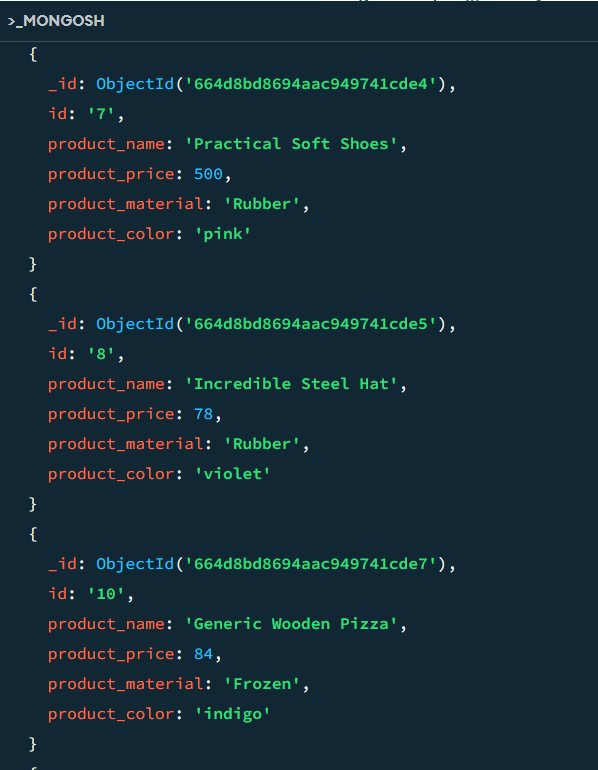 >_MONGOSH
{
_id: ObjectId('664d8bd8694aac949741cde4'),
id: '7',
product_name: 'Practical Soft Shoes',
product_price: 500,
product_material: 'Rubber',
product_color: 'pink'
}
{
_id: ObjectId('664d8bd8694aac949741cde5'),
id: '8',
product_name: 'Incredible Steel Hat',
product_price: 78,
product_material: 'Rubber',
product_color: 'violet'
}
{
_id: ObjectId('664d8bd8694aac949741cde7'),
id: '10',
product_name: 'Generic Wooden Pizza',
product_price: 84,
product_material: 'Frozen',
product_color: 'indigo'
}
{